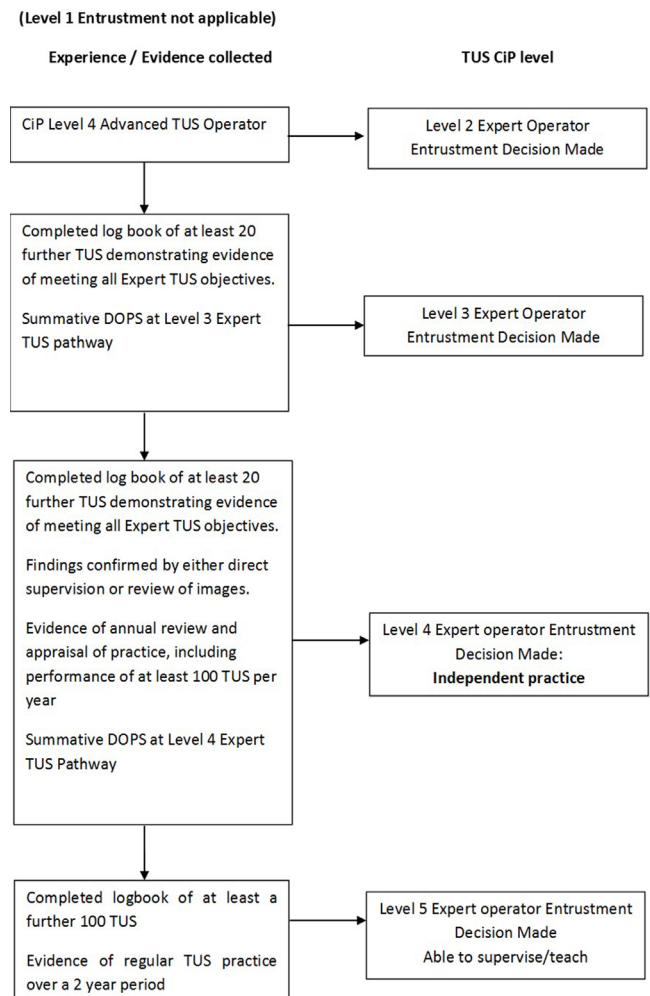 (Level 1 Entrustment not applicable)
Experience / Evidence collected
TUS CiP level
CiP Level 4 Advanced TUS Operator
Level 2 Expert Operator
Entrustment Decision Made
Completed log book of at least 20
further TUS demonstrating evidence
of meeting all Expert TUS objectives.
Summative DOPS at Level 3 Expert
TUS pathway
Level 3 Expert Operator
Entrustment Decision Made
Completed log book of at least 20
further TUS demonstrating evidence
of meeting all Expert TUS objectives.
Findings confirmed by either direct
supervision or review of images.
Evidence of annual review and
appraisal of practice, including
performance of at least 100 TUS per
year
Summative DOPS at Level 4 Expert
TUS Pathway
Level 4 Expert operator Entrustment
Decision Made:
Independent practice
Completed logbook of at least a
further 100 TUS
Evidence of regular TUS practice
over a 2 year period
Level 5 Expert operator Entrustment
Decision Made
Able to supervise/teach